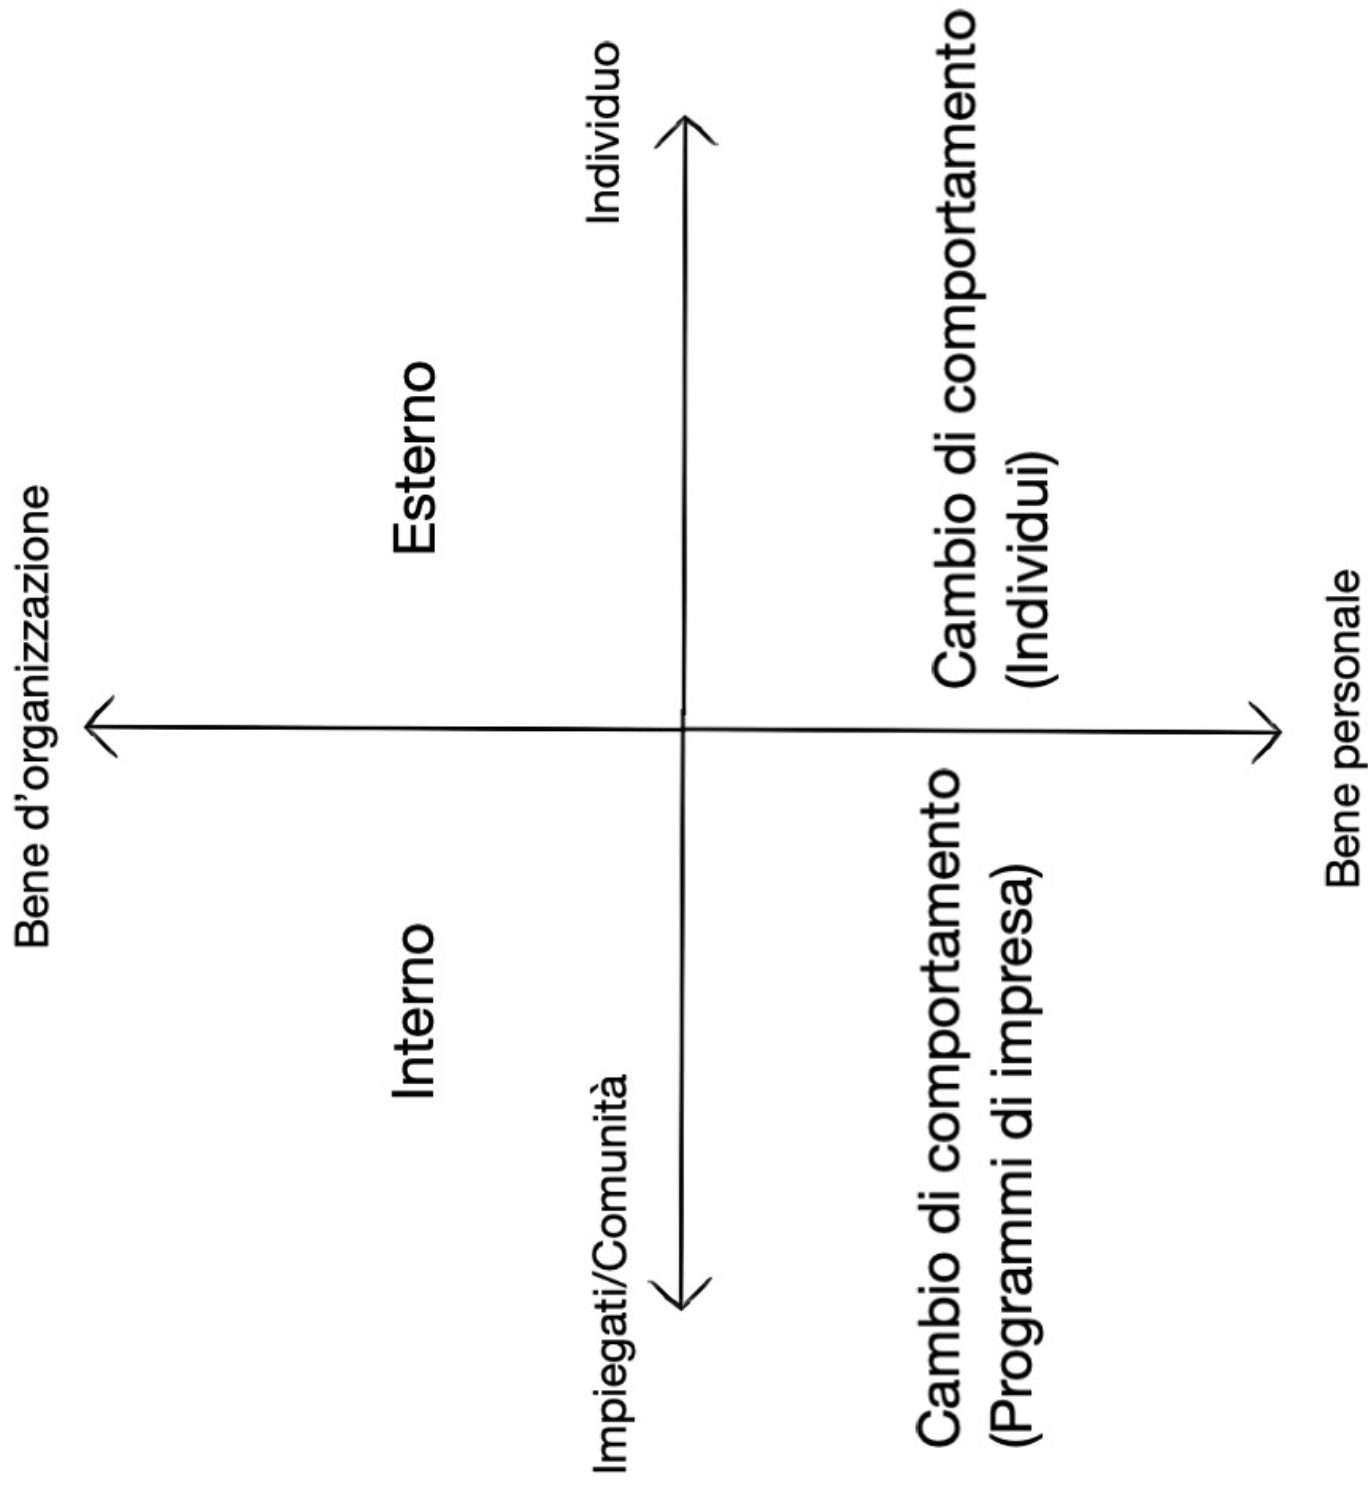 Bene d'organizzazione
Interno
Esterno
Impiegati/Comunità
Individuo
Cambio di comportamento
(Programmi di impresa)
Cambio di comportamento
(Individui)
Bene personale